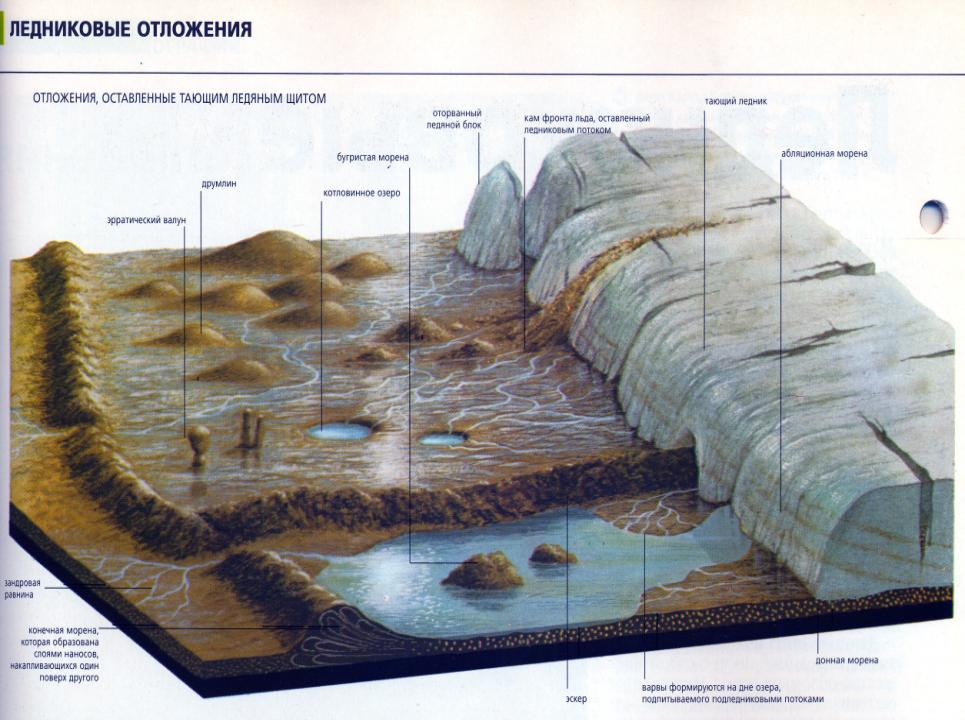 ЛЕДНИКОВЫЕ ОТЛОЖЕНИЯ
ОТЛОЖЕНИЯ, ОСТАВЛЕННЫЕ ТАЮЩИМ ЛЕДЯНЫМ ЩИТОМ
тающий ледник
оторванный
ледяной блок
кам фронта льда, оставленный
ледниковым потоком
абляционная морена
бугристая морена
друмлин
котловинное озеро
эрратический валун
зандровая
равнина
конечная морена,
которая образована
слоями наносов,
накапливающихся один
поверх другого
донная морена
эскер
варвы формируются на дне озера,
подпитываемого подледниковыми потоками